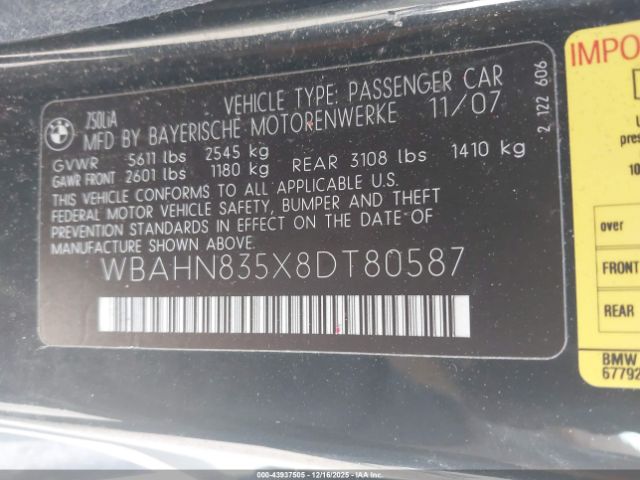 BMW
750LiA
VEHICLE TYPE: PASSENGER CAR
MFD BY BAYERISCHE MOTORENWERKE 11/07
GVWR 5611 lbs 2545 kg
GAWR FRONT 2601 lbs 1180 kg REAR 3108 lbs 1410 kg
THIS VEHICLE CONFORMS TO ALL APPLICABLE U.S.
FEDERAL MOTOR VEHICLE SAFETY, BUMPER AND THEFT
PREVENTION STANDARDS IN EFFECT ON THE DATE OF
MANUFACTURE SHOWN ABOVE.
WBAHN835X8DT80587
2 122 606
over
FRONT
REAR
BMW
000-43937505 - 12/16/2025 - IAAI.COM